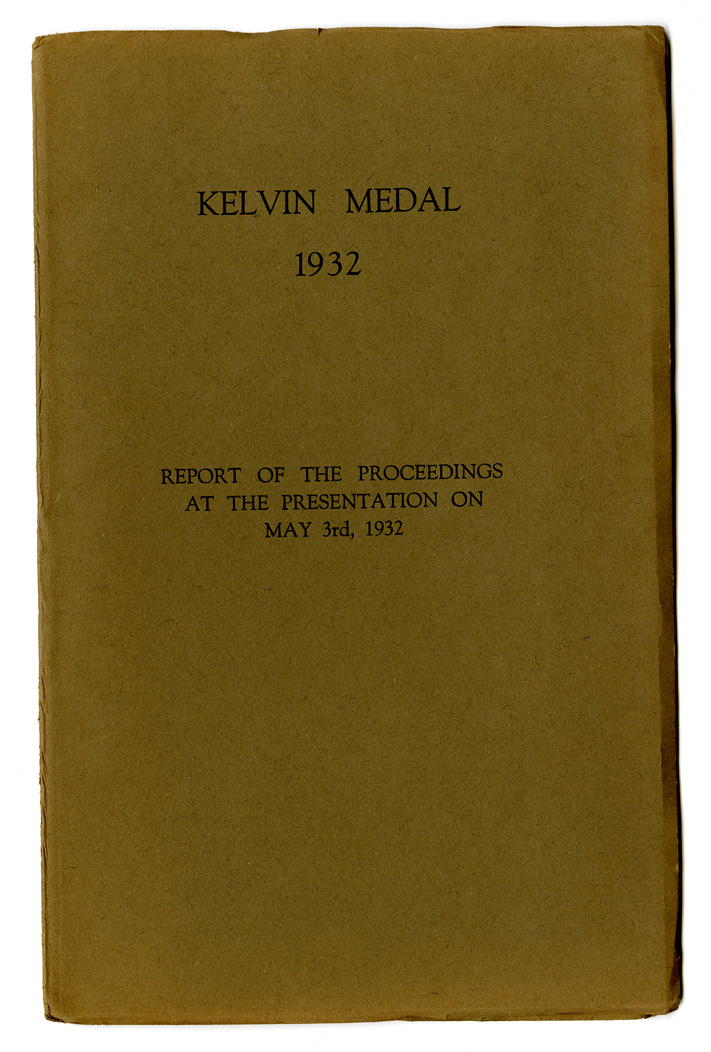 KELVIN MEDAL
1932
REPORT OF THE PROCEEDINGS
AT THE PRESENTATION ON
MAY 3rd, 1932